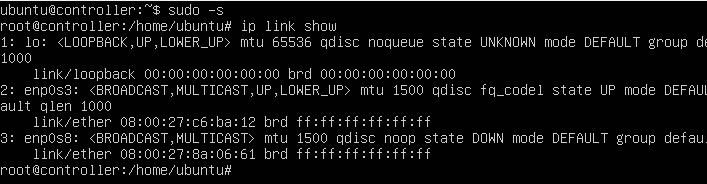 ubuntu@controller:~$ sudo -s
root@controller:/home/ubuntu# ip link show
1: lo: <LOOPBACK,UP,LOWER_UP> mtu 65536 qdisc noqueue state UNKNOWN mode DEFAULT group de
1000
    link/loopback 00:00:00:00:00:00 brd 00:00:00:00:00:00
2: enp0s3: <BROADCAST,MULTICAST,UP,LOWER_UP> mtu 1500 qdisc fq_codel state UP mode DEFAUL
ault qlen 1000
    link/ether 08:00:27:c6:ba:12 brd ff:ff:ff:ff:ff:ff
3: enp0s8: <BROADCAST,MULTICAST> mtu 1500 qdisc noop state DOWN mode DEFAULT group defau
    link/ether 08:00:27:8a:06:61 brd ff:ff:ff:ff:ff:ff
root@controller:/home/ubuntu#